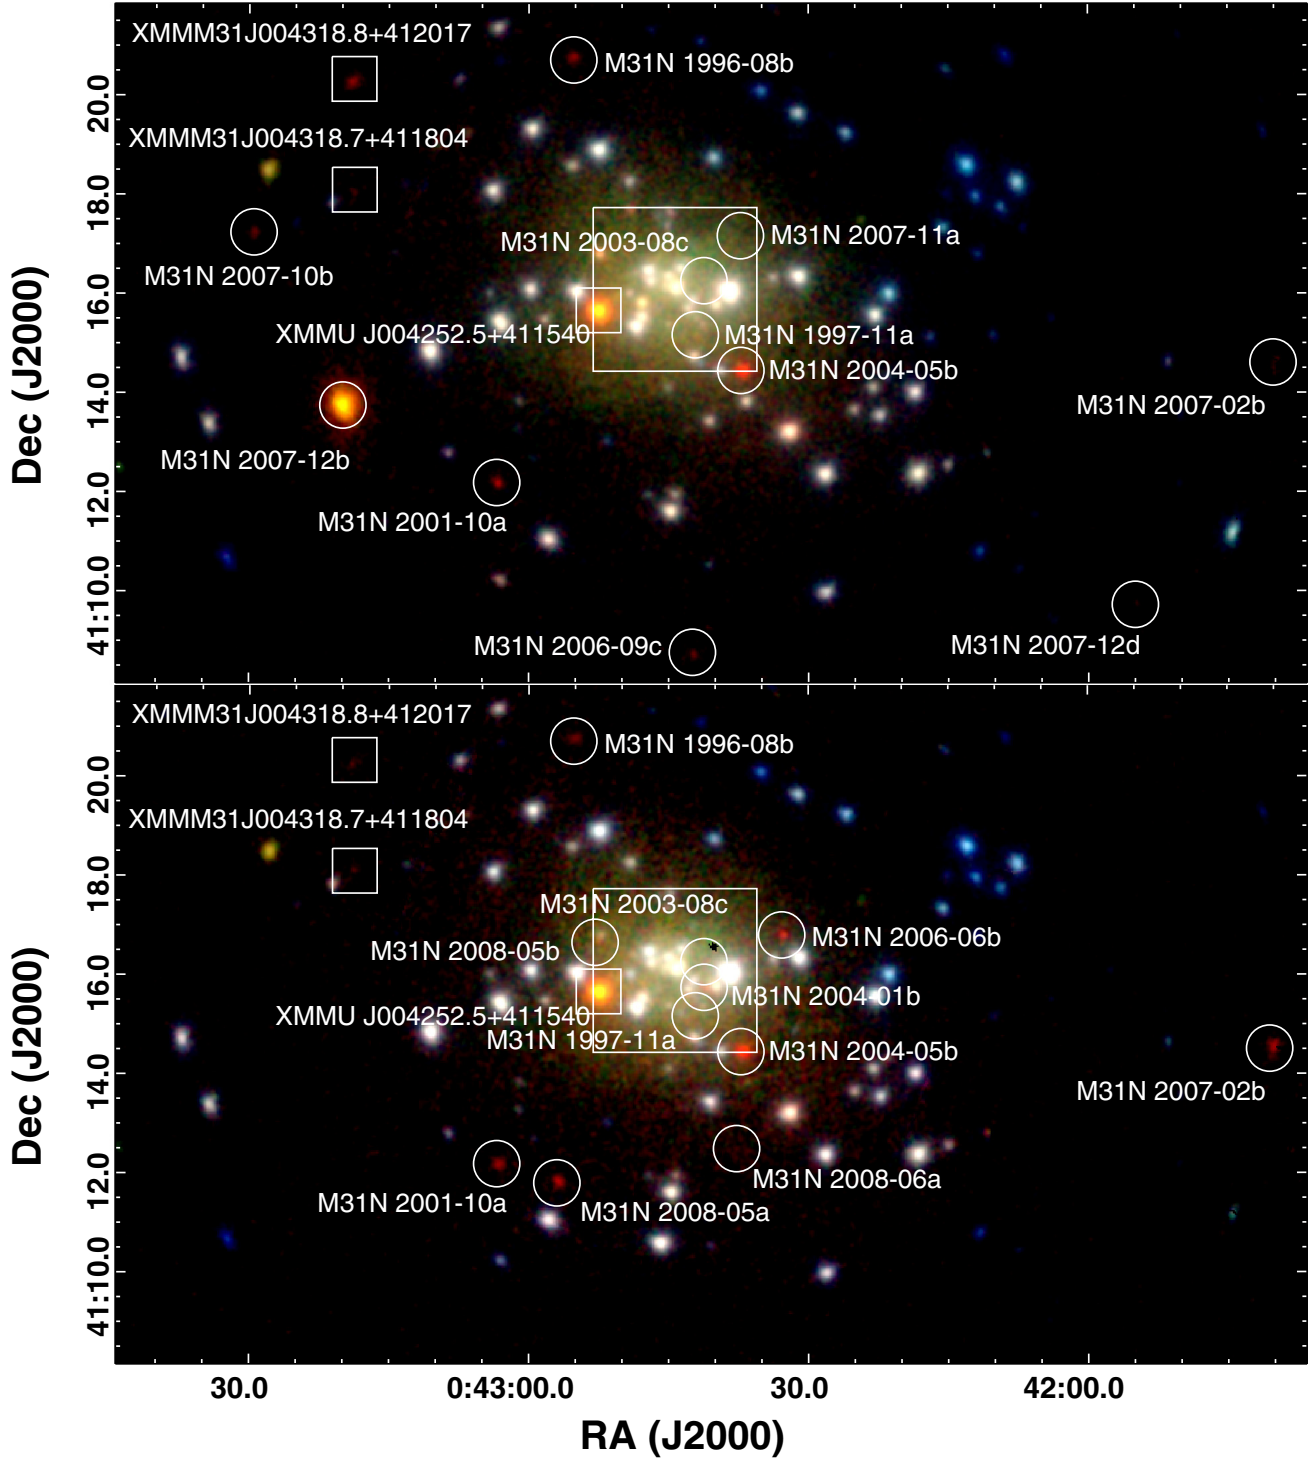 XMMM31J004318.8+412017
M31N 1996-08b
20.0
XMMM31J004318.7+411804
18.0
M31N 2007-11a
M31N 2003-08c
M31N 2007-10b
16.0
XMMU J004252.5+411540
M31N 1997-11a
M31N 2004-05b
14.0
M31N 2007-02b
M31N 2007-12b
12.0
M31N 2001-10a
41:10.0
M31N 2006-09c
M31N 2007-12d
Dec (J2000)
XMMM31J004318.8+412017
M31N 1996-08b
20.0
XMMM31J004318.7+411804
18.0
M31N 2003-08c
M31N 2008-05b
M31N 2006-06b
16.0
M31N 2004-01b
XMMU J004252.5+411540
M31N 1997-11a
M31N 2004-05b
14.0
M31N 2007-02b
12.0
M31N 2008-06a
M31N 2001-10a
M31N 2008-05a
41:10.0
Dec (J2000)
30.0
0:43:00.0
30.0
42:00.0
RA (J2000)